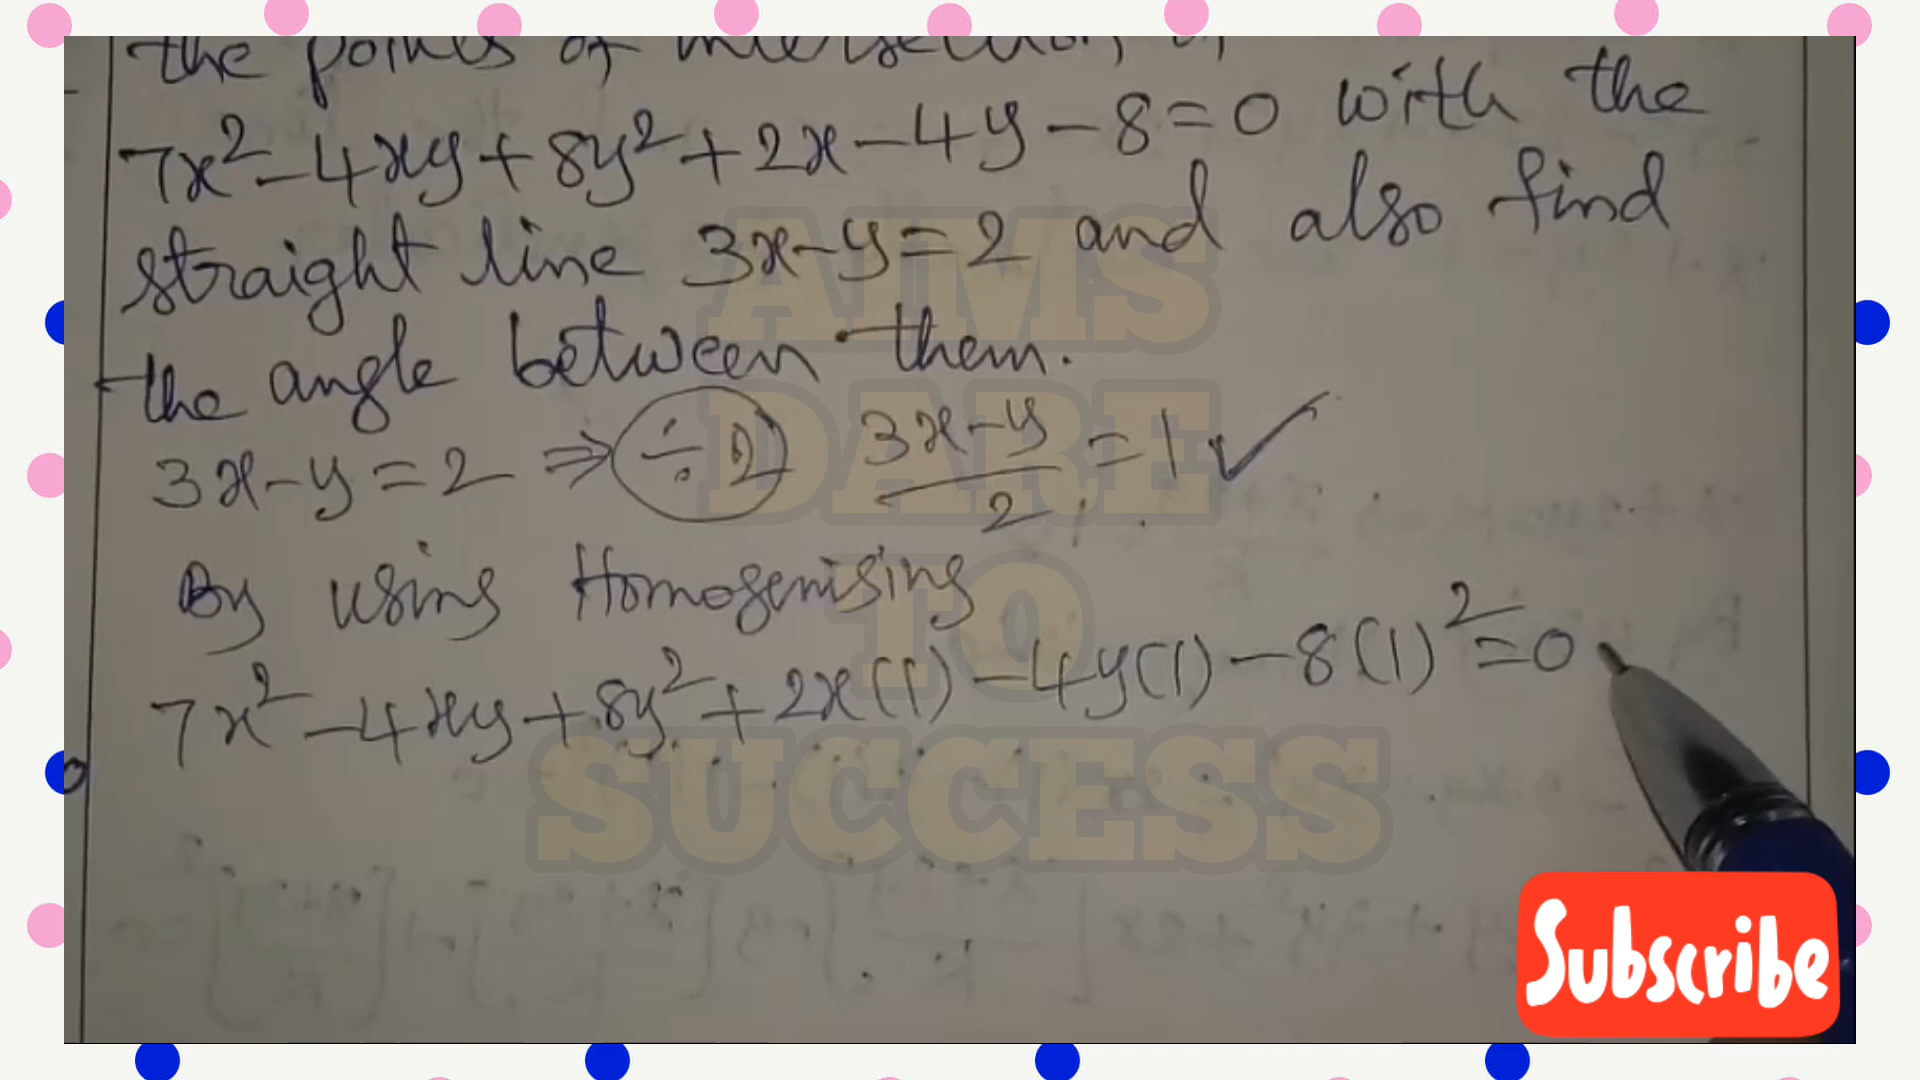 the points of intersection of
7x²-4xy+8y²+2x-4y-8=0 with the
straight line 3x-y=2 and also find
the angle between them.
3x-y=2 ⇒ ÷2 (3x-y)/2 = 1 ✓
By using Homogenising
7x²-4xy+8y²+2x(1)-4y(1)-8(1)²=0
AIMS
DARE
TO
SUCCESS
Subscribe